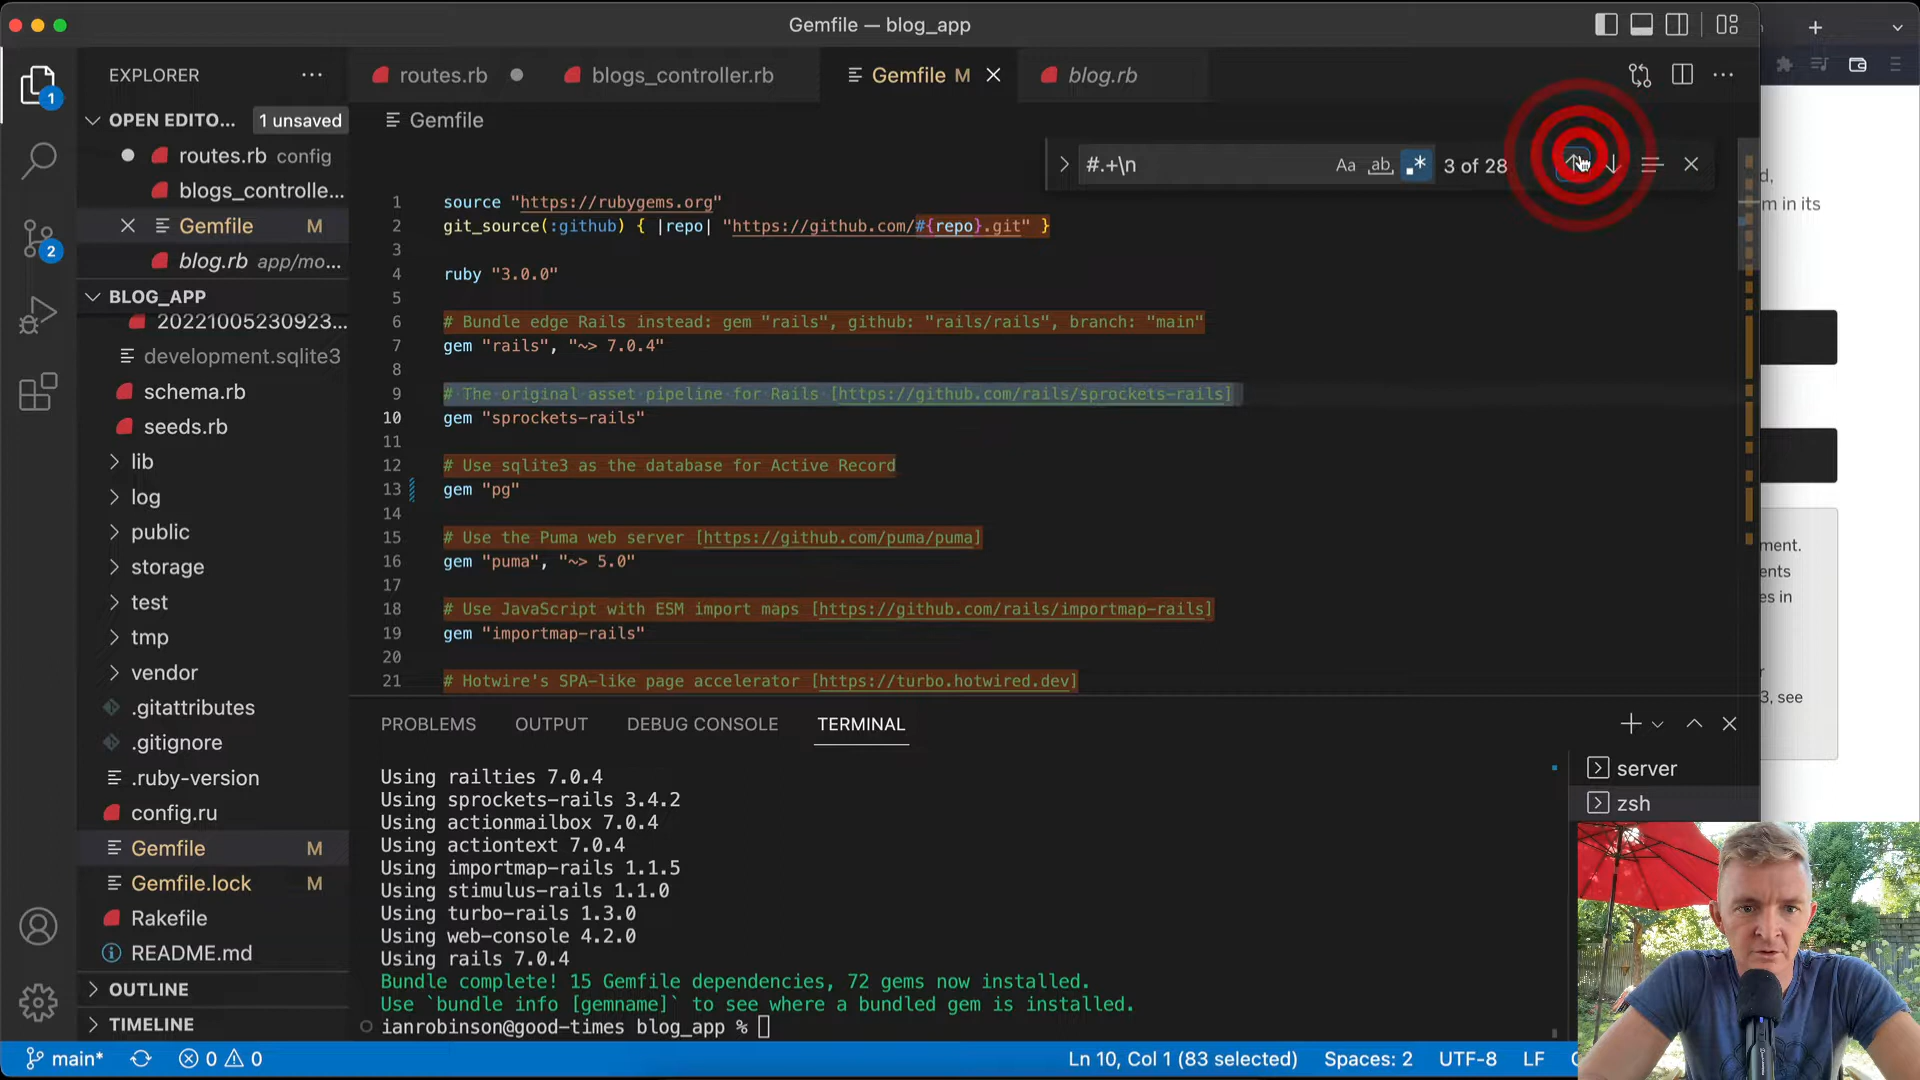 Gemfile — blog_app
EXPLORER
routes.rb
blogs_controller.rb
Gemfile M
blog.rb
OPEN EDITO... 1 unsaved
routes.rb config
blogs_controlle...
Gemfile M
blog.rb app/mo...
BLOG_APP
20221005230923...
development.sqlite3
schema.rb
seeds.rb
lib
log
public
storage
test
tmp
vendor
.gitattributes
.gitignore
.ruby-version
config.ru
Gemfile M
Gemfile.lock M
Rakefile
README.md
OUTLINE
TIMELINE
1
2
Gemfile
#.+\n Aa ab .* 3 of 28
1 source "https://rubygems.org"
2 git_source(:github) { |repo| "https://github.com/#{repo}.git" }
3
4 ruby "3.0.0"
5
6 # Bundle edge Rails instead: gem "rails", github: "rails/rails", branch: "main"
7 gem "rails", "~> 7.0.4"
8
9 # The original asset pipeline for Rails [https://github.com/rails/sprockets-rails]
10 gem "sprockets-rails"
11
12 # Use sqlite3 as the database for Active Record
13 gem "pg"
14
15 # Use the Puma web server [https://github.com/puma/puma]
16 gem "puma", "~> 5.0"
17
18 # Use JavaScript with ESM import maps [https://github.com/rails/importmap-rails]
19 gem "importmap-rails"
20
21 # Hotwire's SPA-like page accelerator [https://turbo.hotwired.dev]
PROBLEMS OUTPUT DEBUG CONSOLE TERMINAL
Using railties 7.0.4
Using sprockets-rails 3.4.2
Using actionmailbox 7.0.4
Using actiontext 7.0.4
Using importmap-rails 1.1.5
Using stimulus-rails 1.1.0
Using turbo-rails 1.3.0
Using web-console 4.2.0
Using rails 7.0.4
Bundle complete! 15 Gemfile dependencies, 72 gems now installed.
Use `bundle info [gemname]` to see where a bundled gem is installed.
ianrobinson@good-times blog_app %
server
zsh
m in its
ment.
ents
es in
3, see
main* 0 0
Ln 10, Col 1 (83 selected) Spaces: 2 UTF-8 LF